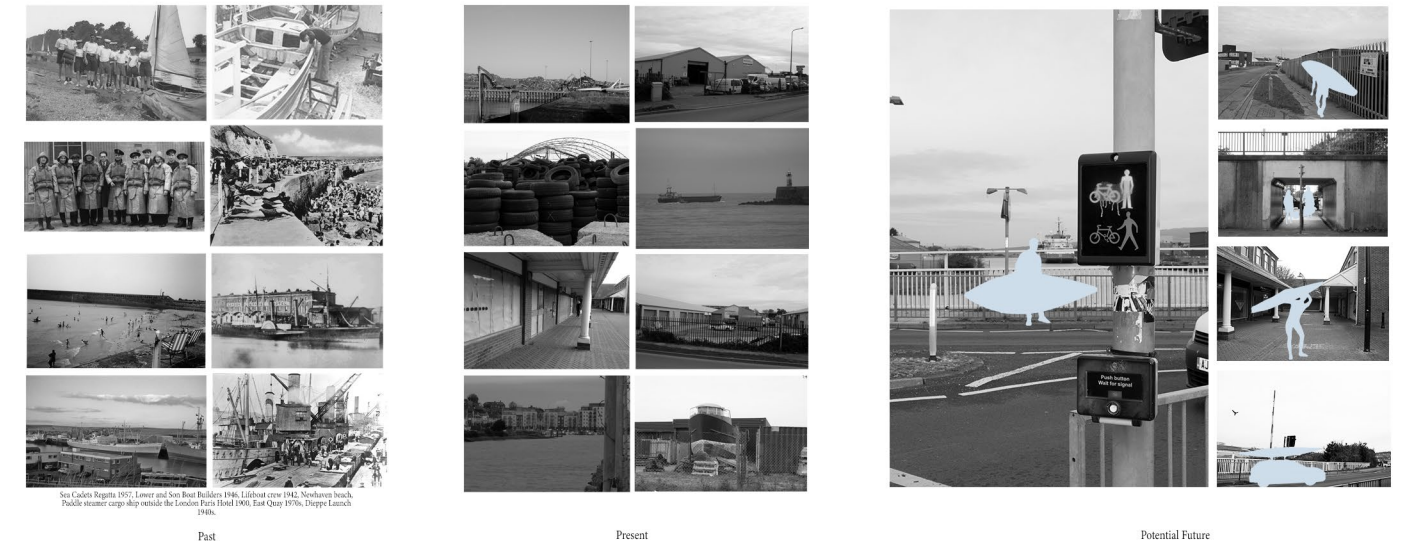 Push button
Wait for signal
Sea Cadets Regatta 1957, Lower and Son Boat Builders 1946, Lifeboat crew 1942, Newhaven beach,
Paddle steamer cargo ship outside the London Paris Hotel 1900, East Quay 1970s, Dieppe Launch
1940s.
Past
Present
Potential Future